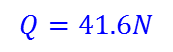 Q = 41.6N